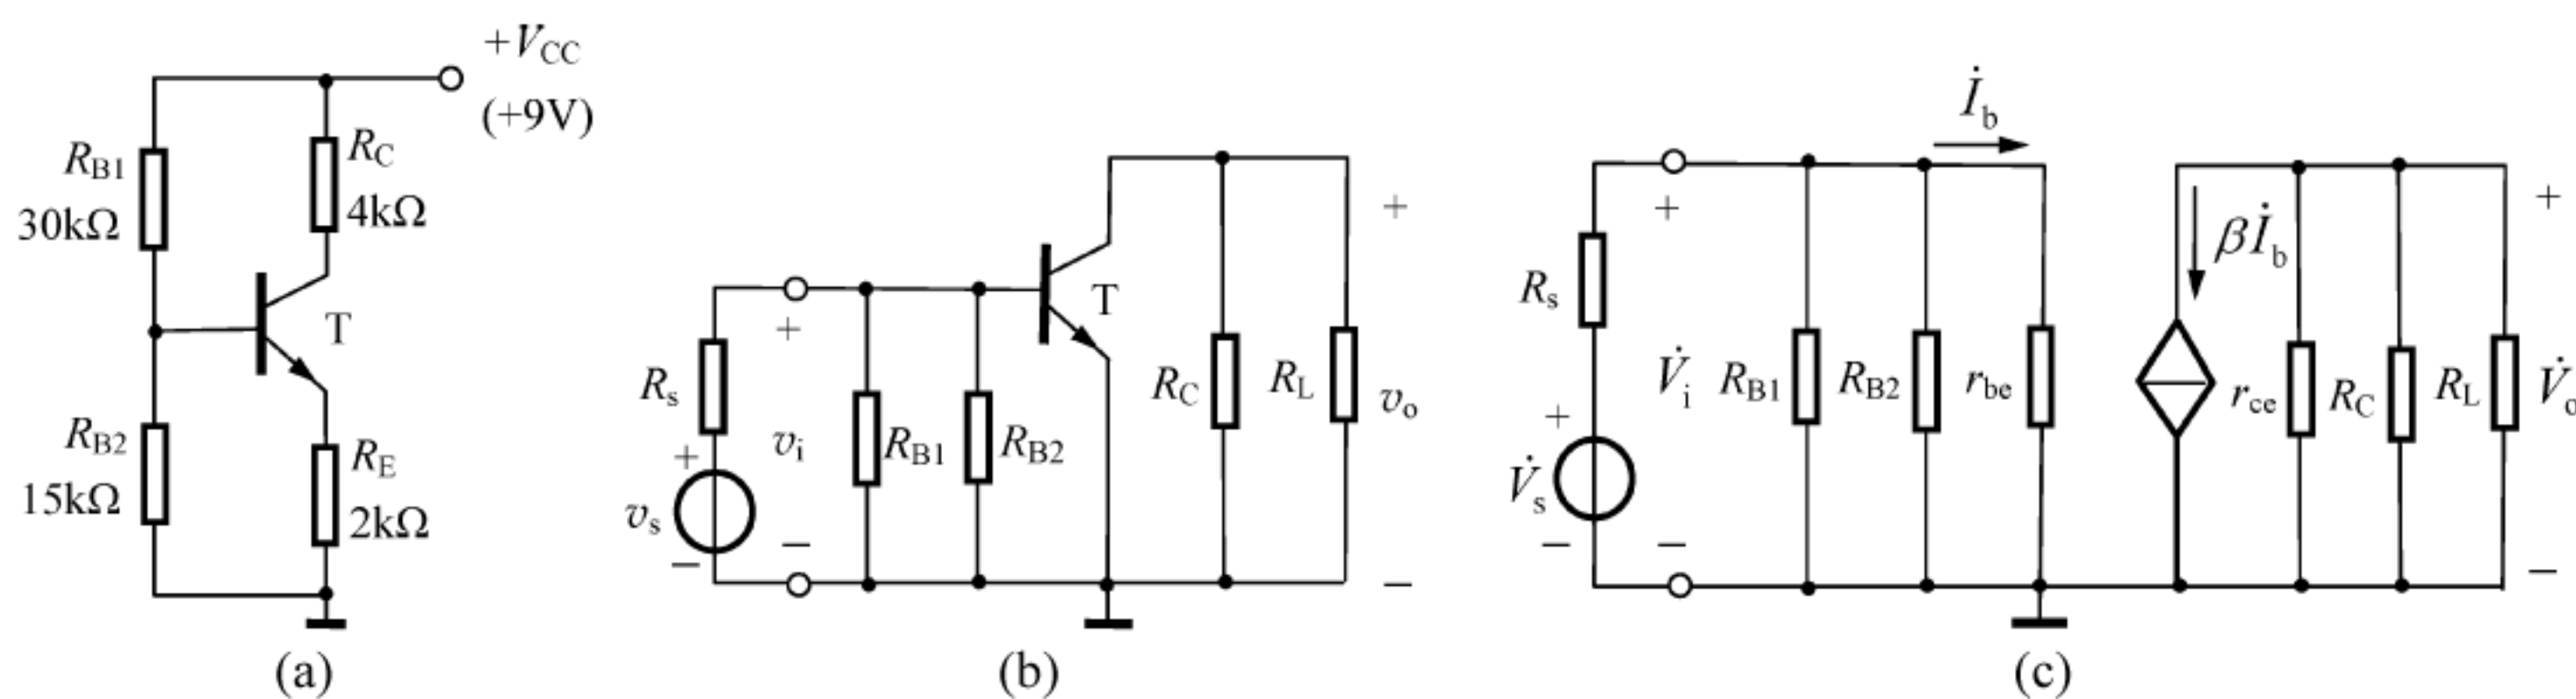 +V_CC
(+9V)
R_B1
30kΩ
R_C
4kΩ
T
R_B2
15kΩ
R_E
2kΩ
(a)
R_s
+
v_s
−
+
v_i
−
R_B1
R_B2
T
R_C
R_L
+
v_o
−
(b)
R_s
+
V̇_s
−
+
V̇_i
−
R_B1
R_B2
İ_b
r_be
βİ_b
r_ce
R_C
R_L
+
V̇_o
−
(c)